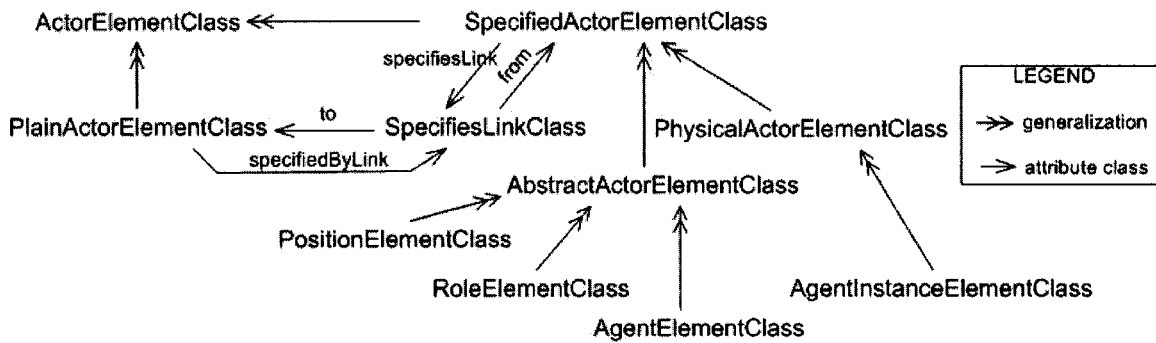 ActorElementClass
SpecifiedActorElementClass
specifiesLink
from
LEGEND
PlainActorElementClass
to
SpecifiesLinkClass
PhysicalActorElementClass
generalization
specifiedByLink
attribute class
AbstractActorElementClass
PositionElementClass
RoleElementClass
AgentInstanceElementClass
AgentElementClass